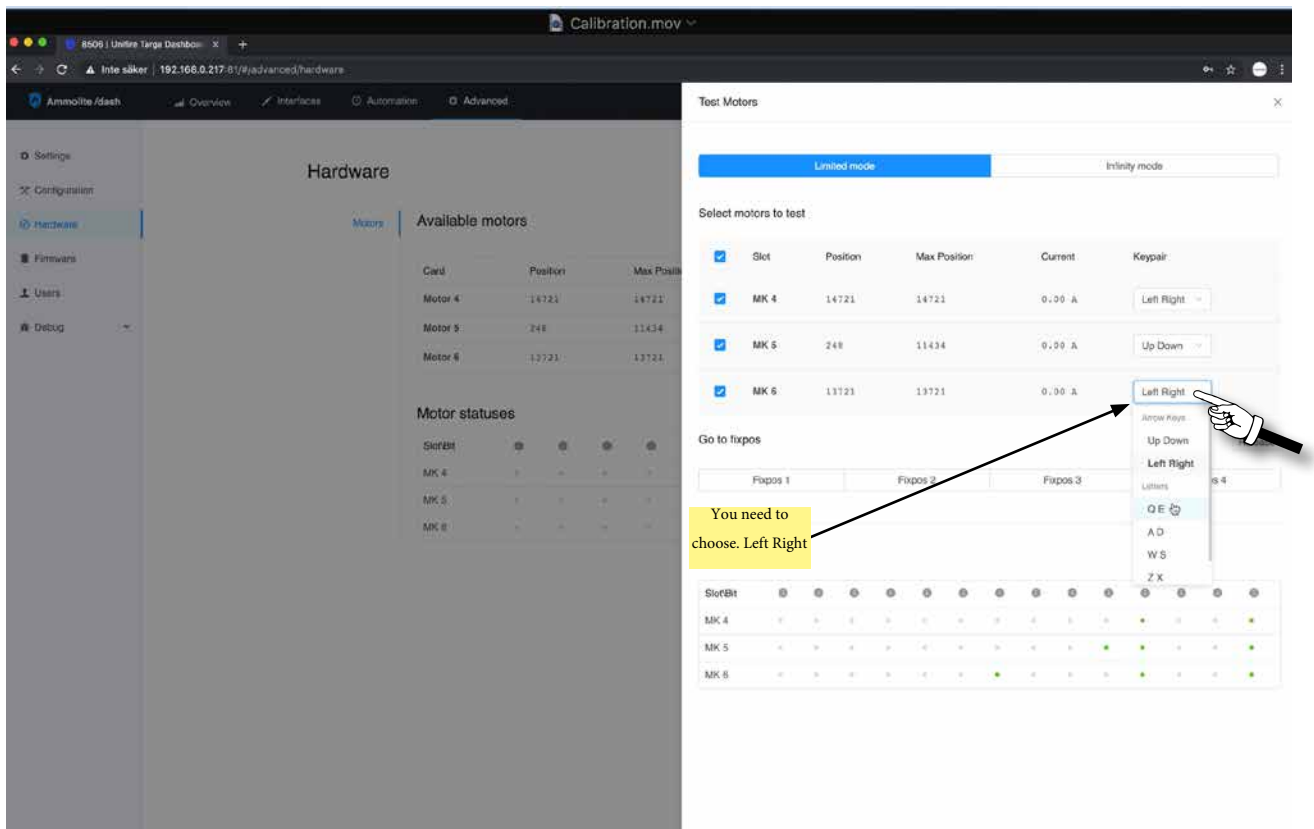 Calibration.mov
8506 | Unifire Targa Dashboa
Inte säker | 192.168.0.217:81/#/advanced/hardware
Ammolite /dash
Overview
Interfaces
Automation
Advanced
Settings
Configuration
Hardware
Firmware
Users
Debug
Hardware
Motors
Available motors
Card Position Max Positi
Motor 4 14721 14721
Motor 5 248 11434
Motor 6 13721 13721
Motor statuses
Slot\Bit
MK 4
MK 5
MK 6
Test Motors
Limited mode Infinity mode
Select motors to test
Slot Position Max Position Current Keypair
MK 4 14721 14721 0.00 A Left Right
MK 5 248 11434 0.00 A Up Down
MK 6 13721 13721 0.00 A Left Right
Arrow Keys
Up Down
Left Right
Letters
Q E
A D
W S
Z X
Go to fixpos
Fixpos 1 Fixpos 2 Fixpos 3 s 4
You need to
choose. Left Right
Slot\Bit
MK 4
MK 5
MK 6